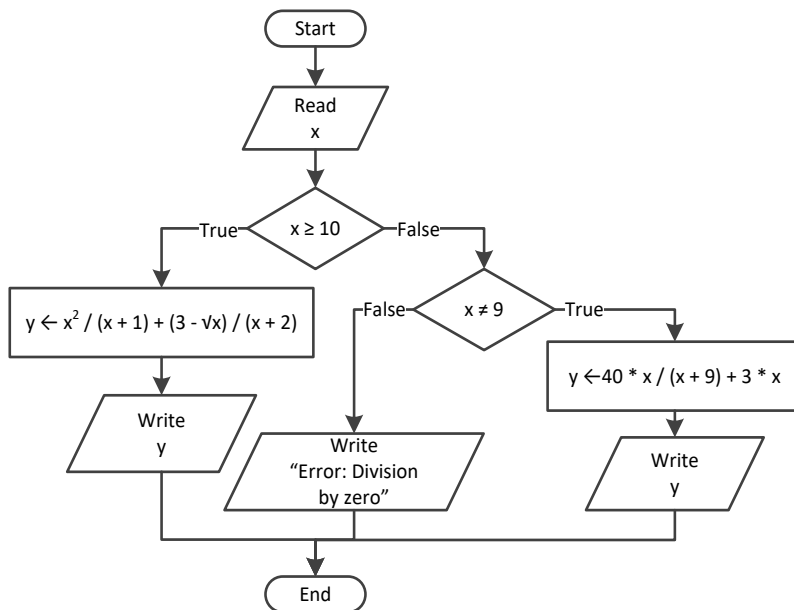 Start
Read
x
x ≥ 10
True
False
x ≠ 9
False
True
y ← x² / (x + 1) + (3 - √x) / (x + 2)
y ←40 * x / (x + 9) + 3 * x
Write
y
Write
“Error: Division
by zero”
Write
y
End